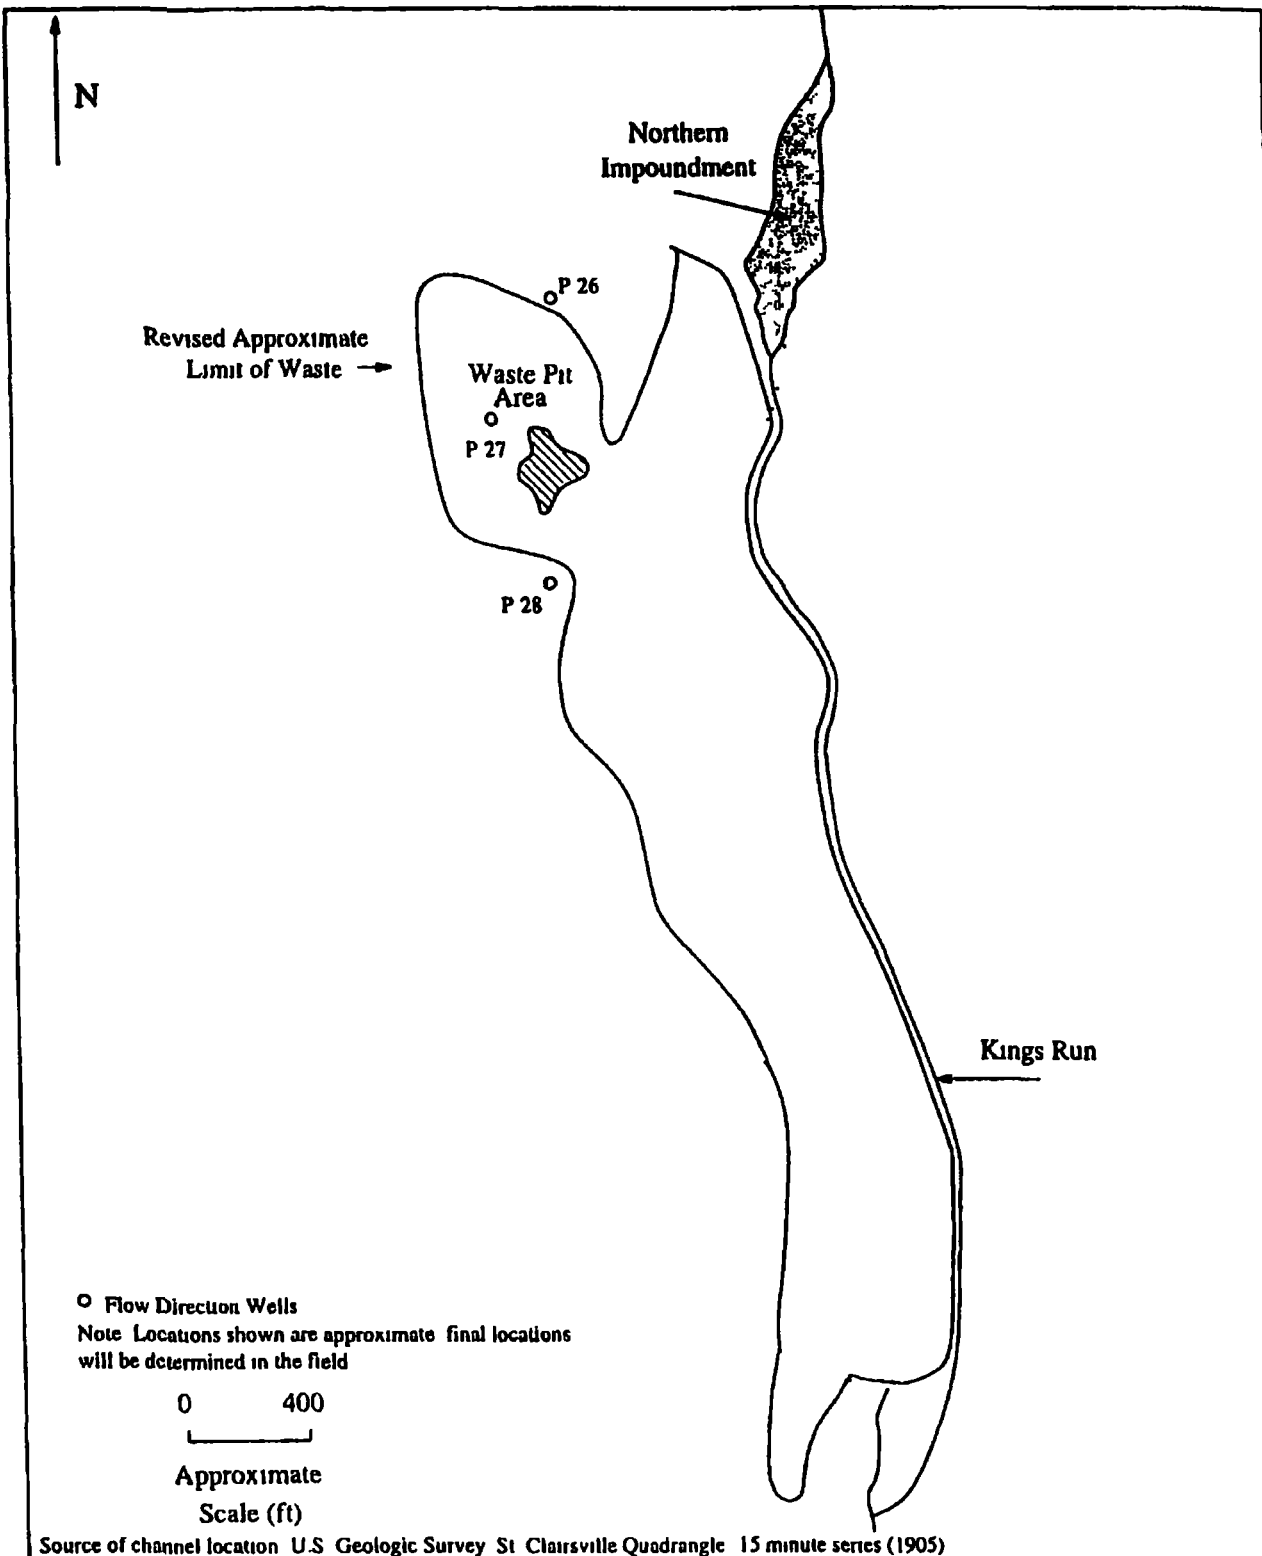 N
Northern
Impoundment
P 26
Revised Approximate
Limit of Waste
Waste Pit
Area
P 27
P 28
Kings Run
Flow Direction Wells
Note Locations shown are approximate final locations
will be determined in the field
0 400
Approximate
Scale (ft)
Source of channel location U.S Geologic Survey St Clairsville Quadrangle 15 minute series (1905)